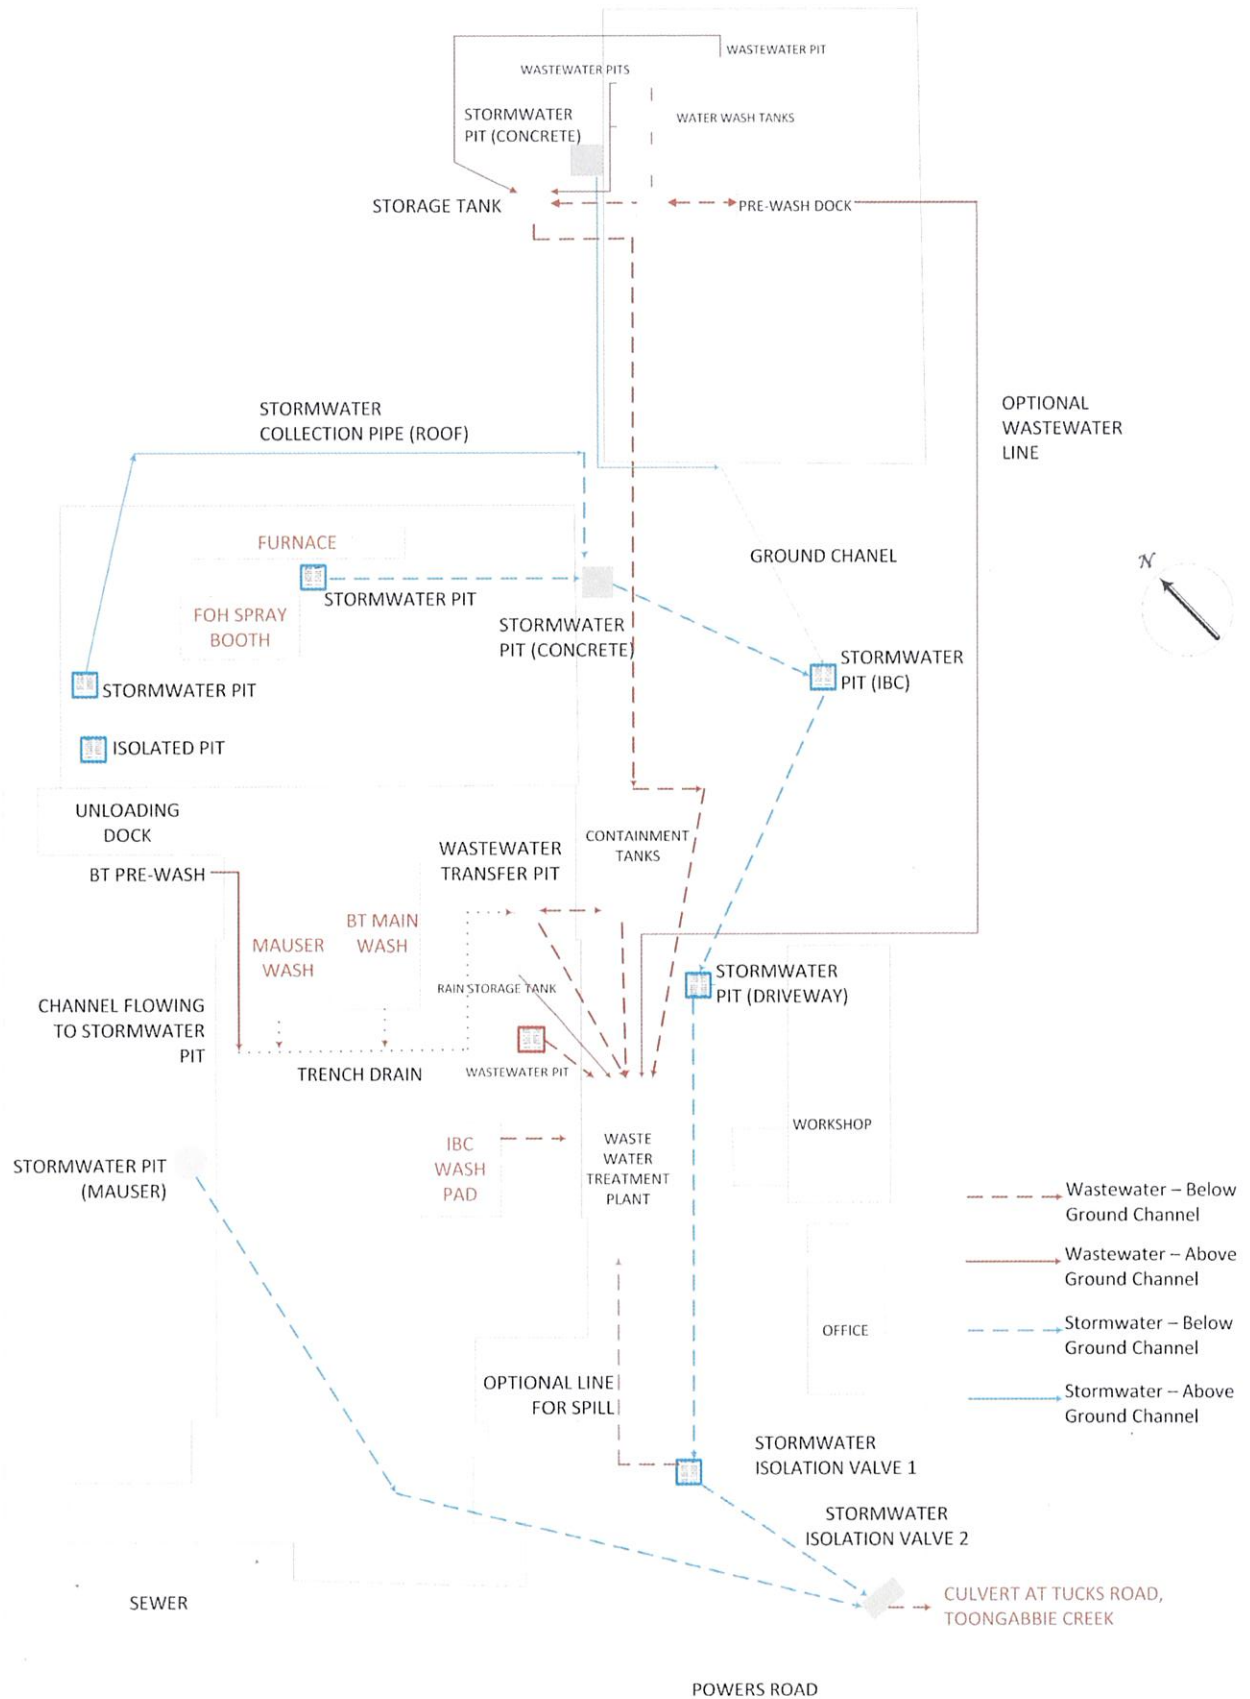 WASTEWATER PIT
WASTEWATER PITS
STORMWATER
PIT (CONCRETE)
WATER WASH TANKS
STORAGE TANK
PRE-WASH DOCK
STORMWATER
COLLECTION PIPE (ROOF)
OPTIONAL
WASTEWATER
LINE
FURNACE
GROUND CHANEL
N
STORMWATER PIT
FOH SPRAY
BOOTH
STORMWATER
PIT (CONCRETE)
STORMWATER
PIT (IBC)
STORMWATER PIT
ISOLATED PIT
UNLOADING
DOCK
CONTAINMENT
TANKS
WASTEWATER
TRANSFER PIT
BT PRE-WASH
BT MAIN
WASH
MAUSER
WASH
STORMWATER
PIT (DRIVEWAY)
RAIN STORAGE TANK
CHANNEL FLOWING
TO STORMWATER
PIT
TRENCH DRAIN
WASTEWATER PIT
WORKSHOP
IBC
WASH
PAD
WASTE
WATER
TREATMENT
PLANT
STORMWATER PIT
(MAUSER)
Wastewater – Below
Ground Channel
Wastewater – Above
Ground Channel
Stormwater – Below
Ground Channel
Stormwater – Above
Ground Channel
OFFICE
OPTIONAL LINE
FOR SPILL
STORMWATER
ISOLATION VALVE 1
STORMWATER
ISOLATION VALVE 2
SEWER
CULVERT AT TUCKS ROAD,
TOONGABBIE CREEK
POWERS ROAD